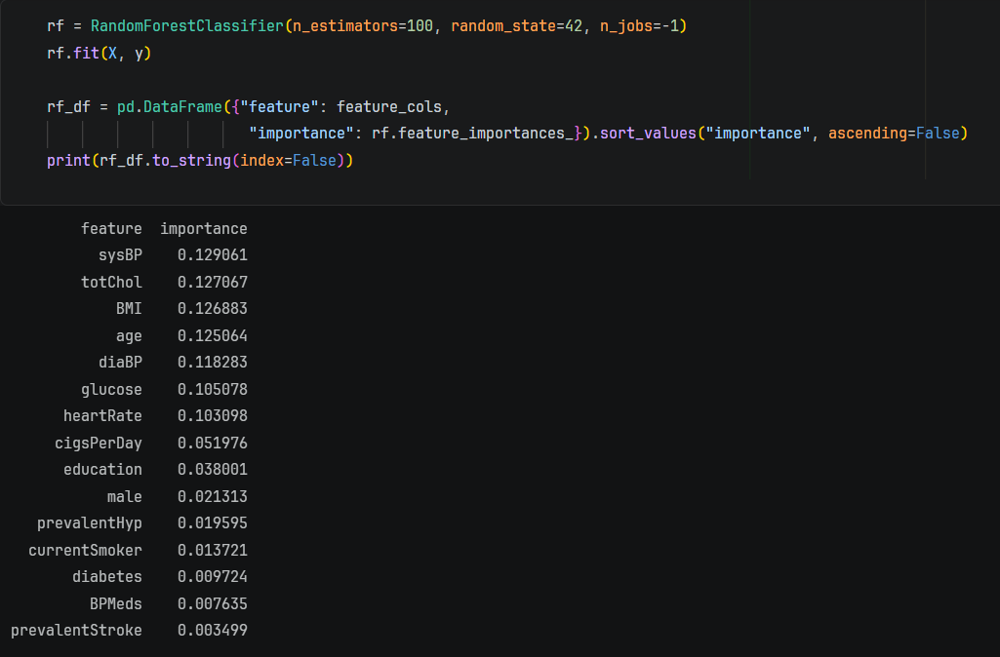 rf = RandomForestClassifier(n_estimators=100, random_state=42, n_jobs=-1)
rf.fit(X, y)
rf_df = pd.DataFrame({"feature": feature_cols,
"importance": rf.feature_importances_}).sort_values("importance", ascending=False)
print(rf_df.to_string(index=False))
feature importance
sysBP 0.129061
totChol 0.127067
BMI 0.126883
age 0.125064
diaBP 0.118283
glucose 0.105078
heartRate 0.103098
cigsPerDay 0.051976
education 0.038001
male 0.021313
prevalentHyp 0.019595
currentSmoker 0.013721
diabetes 0.009724
BPMeds 0.007635
prevalentStroke 0.003499